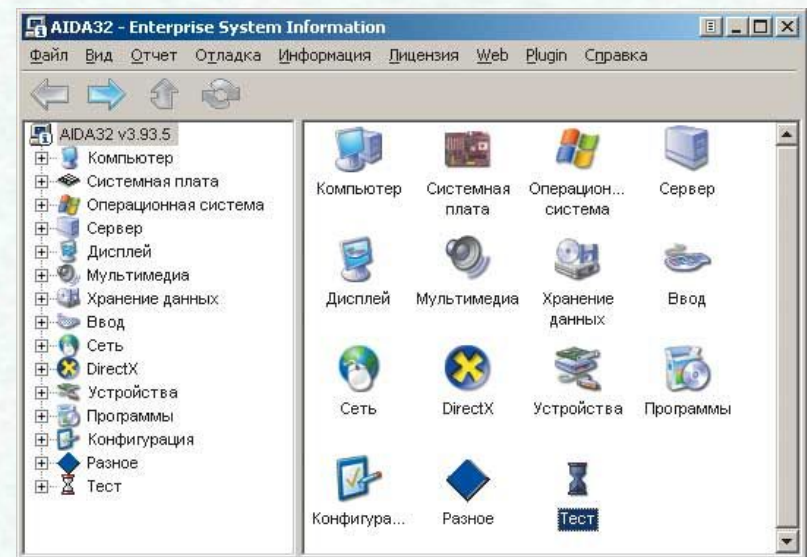 AIDA32 - Enterprise System Information
Файл Вид Отчет Отладка Информация Лицензия Web Plugin Справка
AIDA32 v3.93.5
Компьютер
Системная плата
Операционная система
Сервер
Дисплей
Мультимедиа
Хранение данных
Ввод
Сеть
DirectX
Устройства
Программы
Конфигурация
Разное
Тест
Компьютер
Системная
плата
Операцион...
система
Сервер
Дисплей
Мультимедиа
Хранение
данных
Ввод
Сеть
DirectX
Устройства
Программы
Конфигура...
Разное
Тест